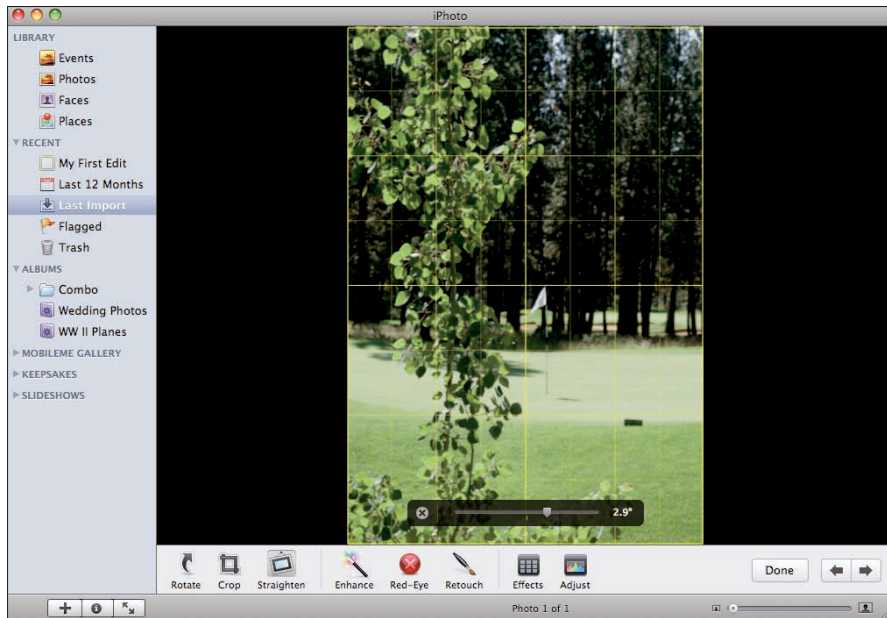 iPhoto
LIBRARY
Events
Photos
Faces
Places
RECENT
My First Edit
Last 12 Months
Last Import
Flagged
Trash
ALBUMS
Combo
Wedding Photos
WW II Planes
MOBILEME GALLERY
KEEPSAKES
SLIDESHOWS
2.9°
Rotate Crop Straighten Enhance Red-Eye Retouch Effects Adjust Done
Photo 1 of 1